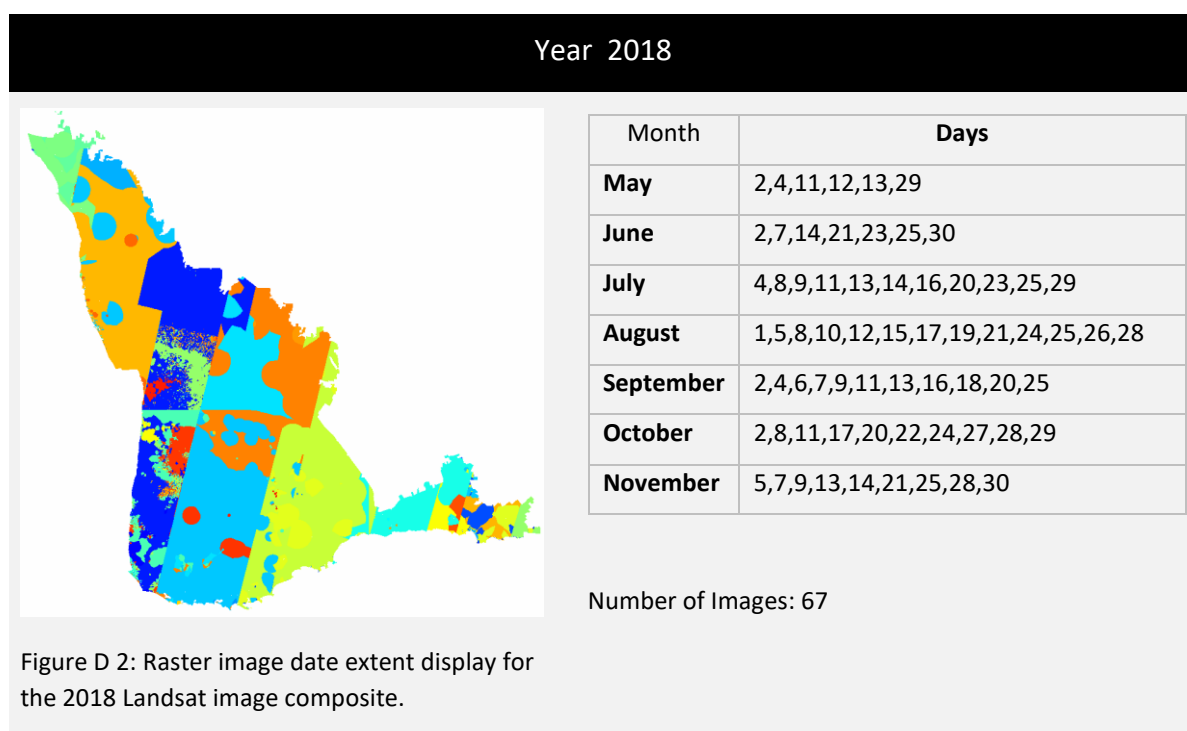 Year 2018
Month Days
May 2,4,11,12,13,29
June 2,7,14,21,23,25,30
July 4,8,9,11,13,14,16,20,23,25,29
August 1,5,8,10,12,15,17,19,21,24,25,26,28
September 2,4,6,7,9,11,13,16,18,20,25
October 2,8,11,17,20,22,24,27,28,29
November 5,7,9,13,14,21,25,28,30
Number of Images: 67
Figure D 2: Raster image date extent display for
the 2018 Landsat image composite.